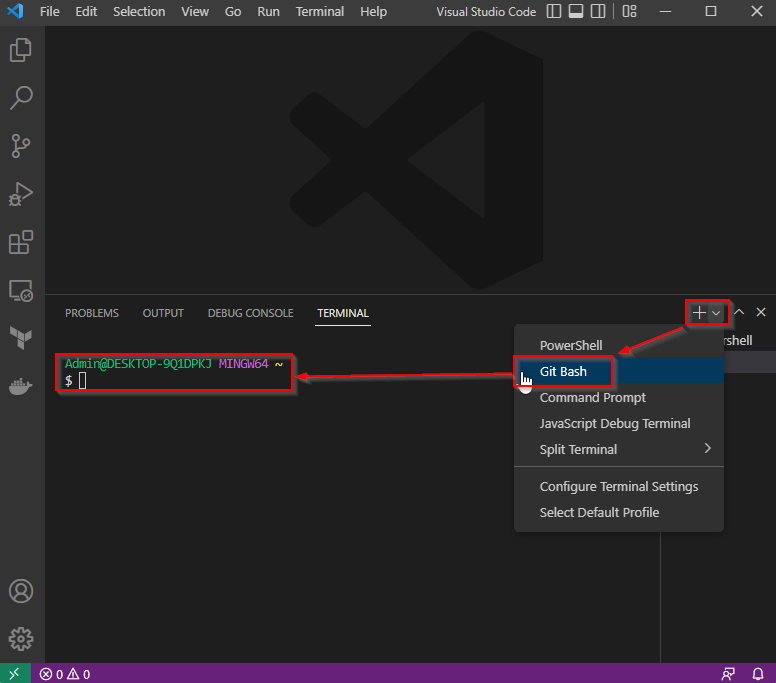 File Edit Selection View Go Run Terminal Help Visual Studio Code
PROBLEMS OUTPUT DEBUG CONSOLE TERMINAL
Admin@DESKTOP-9Q1DPKJ MINGW64 ~
$
PowerShell
rshell
Git Bash
Command Prompt
JavaScript Debug Terminal
Split Terminal
Configure Terminal Settings
Select Default Profile
0 0